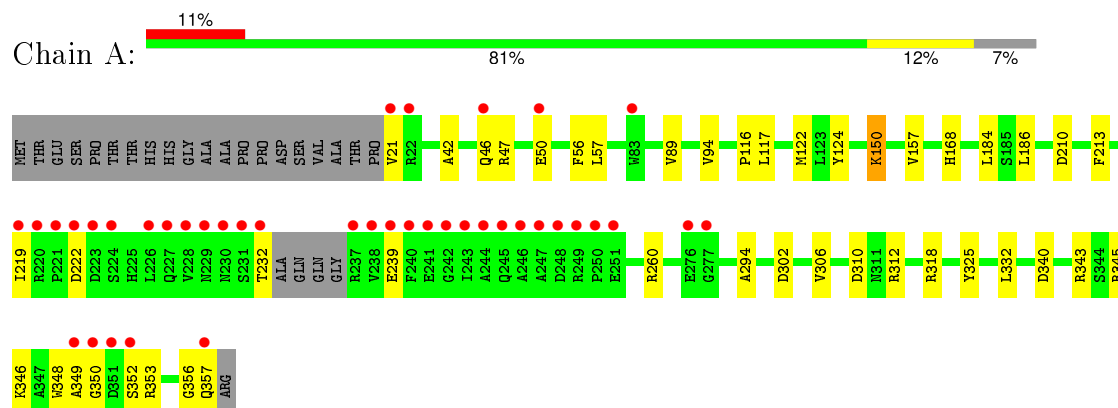 11%
Chain A:
81% 12% 7%
MET THR GLU SER PRO THR THR HIS HIS GLY ALA ALA PRO PRO ASP SER VAL ALA THR PRO V21 R22 A42 Q46 R47 E50 F56 L57 W83 V89 V94 P116 L117 M122 L123 Y124 K150 V157 H168 L184 S185 L186 D210 F213
I219 R220 P221 D222 D223 S224 H225 L226 Q227 V228 N229 N230 S231 T232 ALA GLN GLN GLY R237 V238 E239 F240 E241 G242 I243 A244 Q245 A246 A247 D248 R249 P250 E251 R260 E276 G277 A294 D302 V306 D310 N311 R312 R318 Y325 L332 D340 R343 S344
K346 A347 W348 A349 G350 D351 S352 R353 G356 Q357 ARG